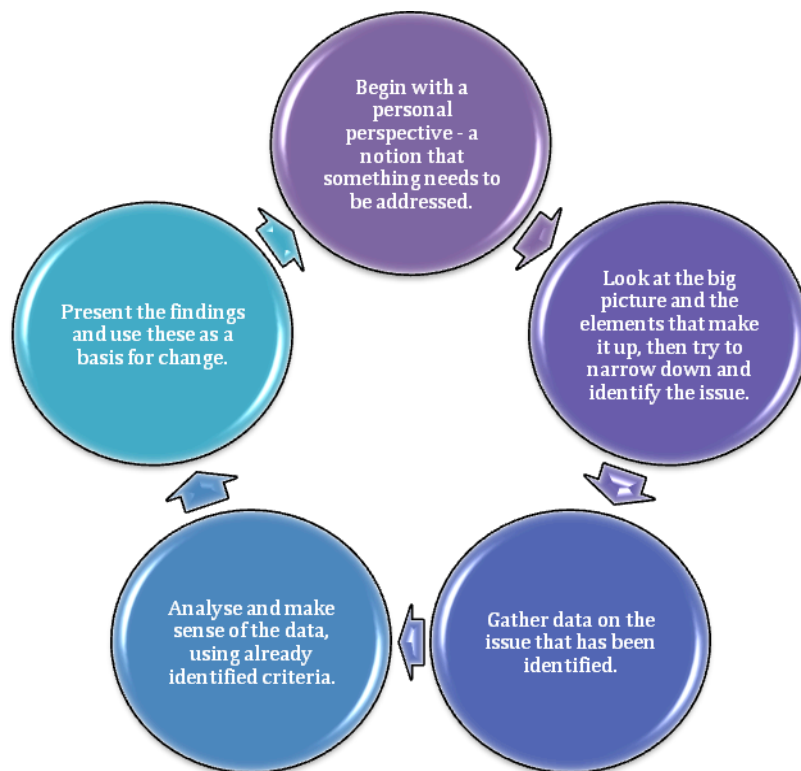 Begin with a
personal
perspective - a
notion that
something needs to
be addressed.
Look at the big
picture and the
elements that make
it up, then try to
narrow down and
identify the issue.
Gather data on the
issue that has been
identified.
Analyse and make
sense of the data,
using already
identified criteria.
Present the findings
and use these as a
basis for change.